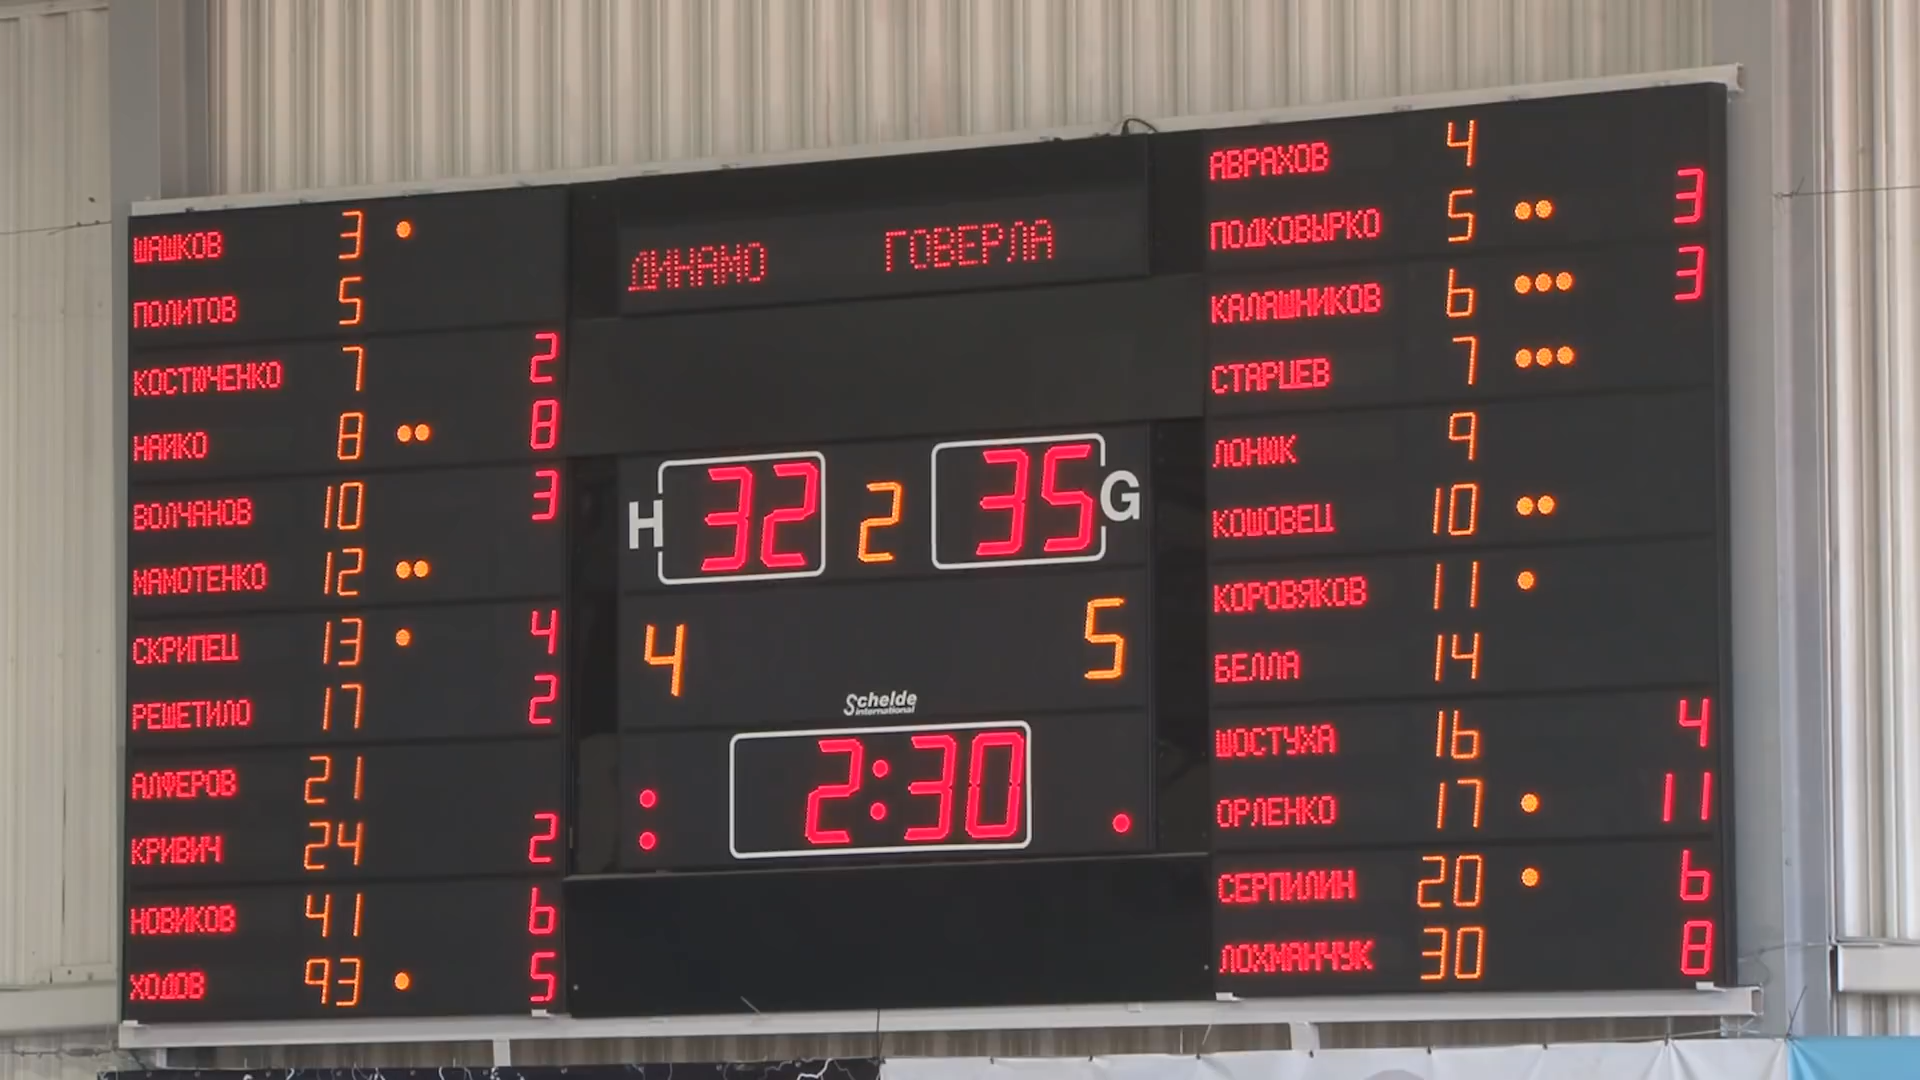 ДИНАМО ГОВЕРЛА
ШАШКОВ 3
ПОЛИТОВ 5
КОСТЮЧЕНКО 7 2
НАЙКО 8 8
ВОЛЧАНОВ 10 3
МАМОТЕНКО 12
СКРИПЕЦ 13 4
РЕШЕТИЛО 17 2
АЛФЕРОВ 21
КРИВИЧ 24 2
НОВИКОВ 41 6
ХОДОВ 93 5
H 32 2 35 G
4 5
Schelde
international
2:30
АВРАХОВ 4
ПОДКОВЫРКО 5 3
КАЛАШНИКОВ 6 3
СТАРЦЕВ 7
ЛОНЮК 9
КОШОВЕЦ 10
КОРОВЯКОВ 11
БЕЛЛА 14
ШОСТУХА 16 4
ОРЛЕНКО 17 11
СЕРПИЛИН 20 6
ЛОХМАНЧУК 30 8